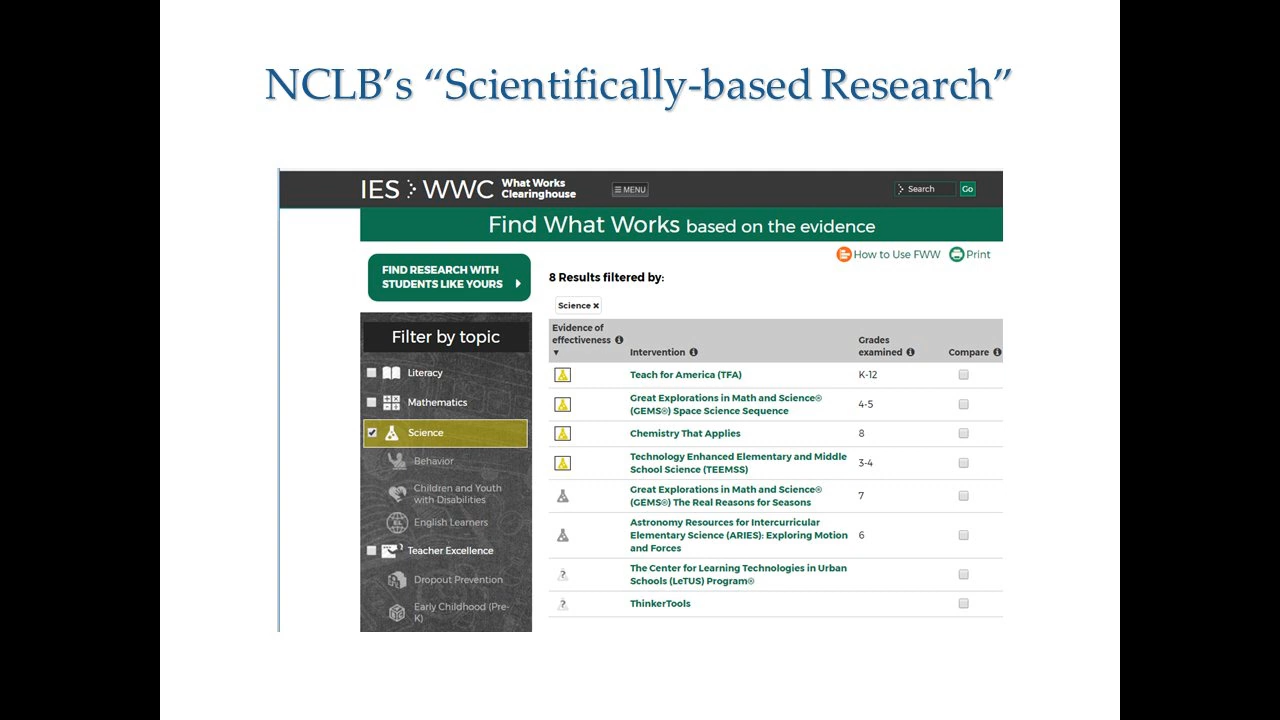 NCLB’s “Scientifically-based Research”
IES WWC What Works Clearinghouse
MENU
Search Go
Find What Works based on the evidence
How to Use FWW Print
FIND RESEARCH WITH
STUDENTS LIKE YOURS
8 Results filtered by:
Science ×
Filter by topic
Literacy
Mathematics
Science
Behavior
Children and Youth
with Disabilities
EL English Learners
Teacher Excellence
Dropout Prevention
Early Childhood (Pre-
K)
Evidence of
effectiveness
Intervention
Grades
examined
Compare
Teach for America (TFA) K-12
Great Explorations in Math and Science®
(GEMS®) Space Science Sequence 4-5
Chemistry That Applies 8
Technology Enhanced Elementary and Middle
School Science (TEEMSS) 3-4
Great Explorations in Math and Science®
(GEMS®) The Real Reasons for Seasons 7
Astronomy Resources for Intercurricular
Elementary Science (ARIES): Exploring Motion 6
and Forces
? The Center for Learning Technologies in Urban
Schools (LeTUS) Program®
? ThinkerTools